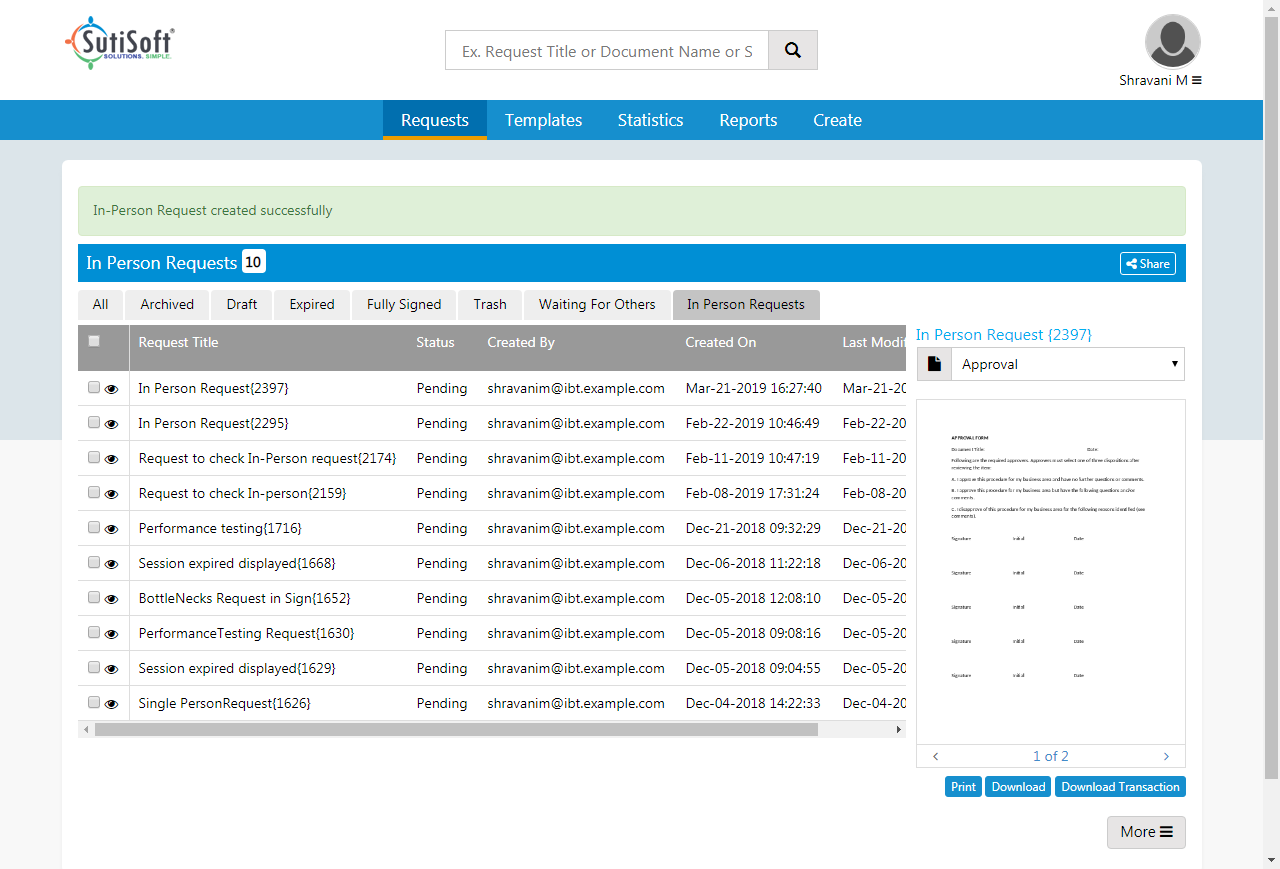 SutiSoft®
SOLUTIONS. SIMPLE.
Ex. Request Title or Document Name or S
Shravani M
Requests Templates Statistics Reports Create
In-Person Request created successfully
In Person Requests 10
Share
All Archived Draft Expired Fully Signed Trash Waiting For Others In Person Requests
Request Title Status Created By Created On Last Modif
In Person Request{2397} Pending shravanim@ibt.example.com Mar-21-2019 16:27:40 Mar-21-20
In Person Request{2295} Pending shravanim@ibt.example.com Feb-22-2019 10:46:49 Feb-22-20
Request to check In-Person request{2174} Pending shravanim@ibt.example.com Feb-11-2019 10:47:19 Feb-11-20
Request to check In-person{2159} Pending shravanim@ibt.example.com Feb-08-2019 17:31:24 Feb-08-20
Performance testing{1716} Pending shravanim@ibt.example.com Dec-21-2018 09:32:29 Dec-21-20
Session expired displayed{1668} Pending shravanim@ibt.example.com Dec-06-2018 11:22:18 Dec-06-20
BottleNecks Request in Sign{1652} Pending shravanim@ibt.example.com Dec-05-2018 12:08:10 Dec-05-20
PerformanceTesting Request{1630} Pending shravanim@ibt.example.com Dec-05-2018 09:08:16 Dec-05-20
Session expired displayed{1629} Pending shravanim@ibt.example.com Dec-05-2018 09:04:55 Dec-05-20
Single PersonRequest{1626} Pending shravanim@ibt.example.com Dec-04-2018 14:22:33 Dec-04-20
In Person Request {2397}
Approval
APPROVAL FORM
Document Title: Date:
Following are the required approvers. Approvers must select one of three dispositions after
reviewing the item:
A. I approve this procedure for my business area and have no further questions or comments.
B. I approve this procedure for my business area but have the following questions and/or
comments.
C. I disapprove of this procedure for my business area for the following reasons identified (see
comments).
Signature Initial Date
Signature Initial Date
Signature Initial Date
Signature Initial Date
Signature Initial Date
1 of 2
Print Download Download Transaction
More